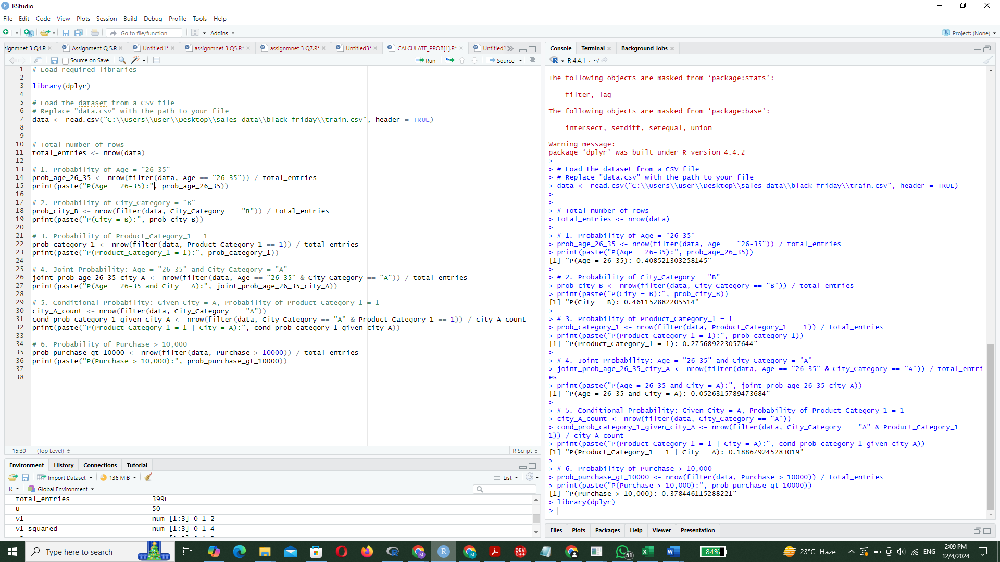 RStudio
File Edit Code View Plots Session Build Debug Profile Tools Help
Go to file/function Addins Project: (None)
signmnet 3 Q4.R Assignment Q 5.R Untitled1* assignmnet 3 Q5.R* assignmnet 3 Q7.R* Untitled3* CALCULATE_PROB[1].R* Untitled2
Source on Save Run Source
1 # Load required libraries
2
3 library(dplyr)
4
5 # Load the dataset from a CSV file
6 # Replace "data.csv" with the path to your file
7 data <- read.csv("C:\\Users\\user\\Desktop\\sales data\\black friday\\train.csv", header = TRUE)
8
9
10 # Total number of rows
11 total_entries <- nrow(data)
12
13 # 1. Probability of Age = "26-35"
14 prob_age_26_35 <- nrow(filter(data, Age == "26-35")) / total_entries
15 print(paste("P(Age = 26-35):", prob_age_26_35))
16
17 # 2. Probability of City_Category = "B"
18 prob_city_B <- nrow(filter(data, City_Category == "B")) / total_entries
19 print(paste("P(City = B):", prob_city_B))
20
21 # 3. Probability of Product_Category_1 = 1
22 prob_category_1 <- nrow(filter(data, Product_Category_1 == 1)) / total_entries
23 print(paste("P(Product_Category_1 = 1):", prob_category_1))
24
25 # 4. Joint Probability: Age = "26-35" and City_Category = "A"
26 joint_prob_age_26_35_city_A <- nrow(filter(data, Age == "26-35" & City_Category == "A")) / total_entries
27 print(paste("P(Age = 26-35 and City = A):", joint_prob_age_26_35_city_A))
28
29 # 5. Conditional Probability: Given City = A, Probability of Product_Category_1 = 1
30 city_A_count <- nrow(filter(data, City_Category == "A"))
31 cond_prob_category_1_given_city_A <- nrow(filter(data, City_Category == "A" & Product_Category_1 == 1)) / city_A_count
32 print(paste("P(Product_Category_1 = 1 | City = A):", cond_prob_category_1_given_city_A))
33
34 # 6. Probability of Purchase > 10,000
35 prob_purchase_gt_10000 <- nrow(filter(data, Purchase > 10000)) / total_entries
36 print(paste("P(Purchase > 10,000):", prob_purchase_gt_10000))
37
38
15:30 (Top Level) R Script
Environment History Connections Tutorial
Import Dataset 136 MiB List
R Global Environment
total_entries 399L
u 50
v1 num [1:3] 0 1 2
v1_squared num [1:3] 0 1 4
Console Terminal Background Jobs
R 4.4.1 · ~/
The following objects are masked from ‘package:stats’:
filter, lag
The following objects are masked from ‘package:base’:
intersect, setdiff, setequal, union
Warning message:
package ‘dplyr’ was built under R version 4.4.2
>
> # Load the dataset from a CSV file
> # Replace "data.csv" with the path to your file
> data <- read.csv("C:\\Users\\user\\Desktop\\sales data\\black friday\\train.csv", header = TRUE)
>
>
> # Total number of rows
> total_entries <- nrow(data)
>
> # 1. Probability of Age = "26-35"
> prob_age_26_35 <- nrow(filter(data, Age == "26-35")) / total_entries
> print(paste("P(Age = 26-35):", prob_age_26_35))
[1] "P(Age = 26-35): 0.408521303258145"
>
> # 2. Probability of City_Category = "B"
> prob_city_B <- nrow(filter(data, City_Category == "B")) / total_entries
> print(paste("P(City = B):", prob_city_B))
[1] "P(City = B): 0.461152882205514"
>
> # 3. Probability of Product_Category_1 = 1
> prob_category_1 <- nrow(filter(data, Product_Category_1 == 1)) / total_entries
> print(paste("P(Product_Category_1 = 1):", prob_category_1))
[1] "P(Product_Category_1 = 1): 0.275689223057644"
>
> # 4. Joint Probability: Age = "26-35" and City_Category = "A"
> joint_prob_age_26_35_city_A <- nrow(filter(data, Age == "26-35" & City_Category == "A")) / total_entri
es
> print(paste("P(Age = 26-35 and City = A):", joint_prob_age_26_35_city_A))
[1] "P(Age = 26-35 and City = A): 0.0526315789473684"
>
> # 5. Conditional Probability: Given City = A, Probability of Product_Category_1 = 1
> city_A_count <- nrow(filter(data, City_Category == "A"))
> cond_prob_category_1_given_city_A <- nrow(filter(data, City_Category == "A" & Product_Category_1 ==
1)) / city_A_count
> print(paste("P(Product_Category_1 = 1 | City = A):", cond_prob_category_1_given_city_A))
[1] "P(Product_Category_1 = 1 | City = A): 0.188679245283019"
>
> # 6. Probability of Purchase > 10,000
> prob_purchase_gt_10000 <- nrow(filter(data, Purchase > 10000)) / total_entries
> print(paste("P(Purchase > 10,000):", prob_purchase_gt_10000))
[1] "P(Purchase > 10,000): 0.378446115288221"
> library(dplyr)
>
Files Plots Packages Help Viewer Presentation
Type here to search DEV C++ 51 84% 23°C Haze ENG 2:09 PM
12/4/2024